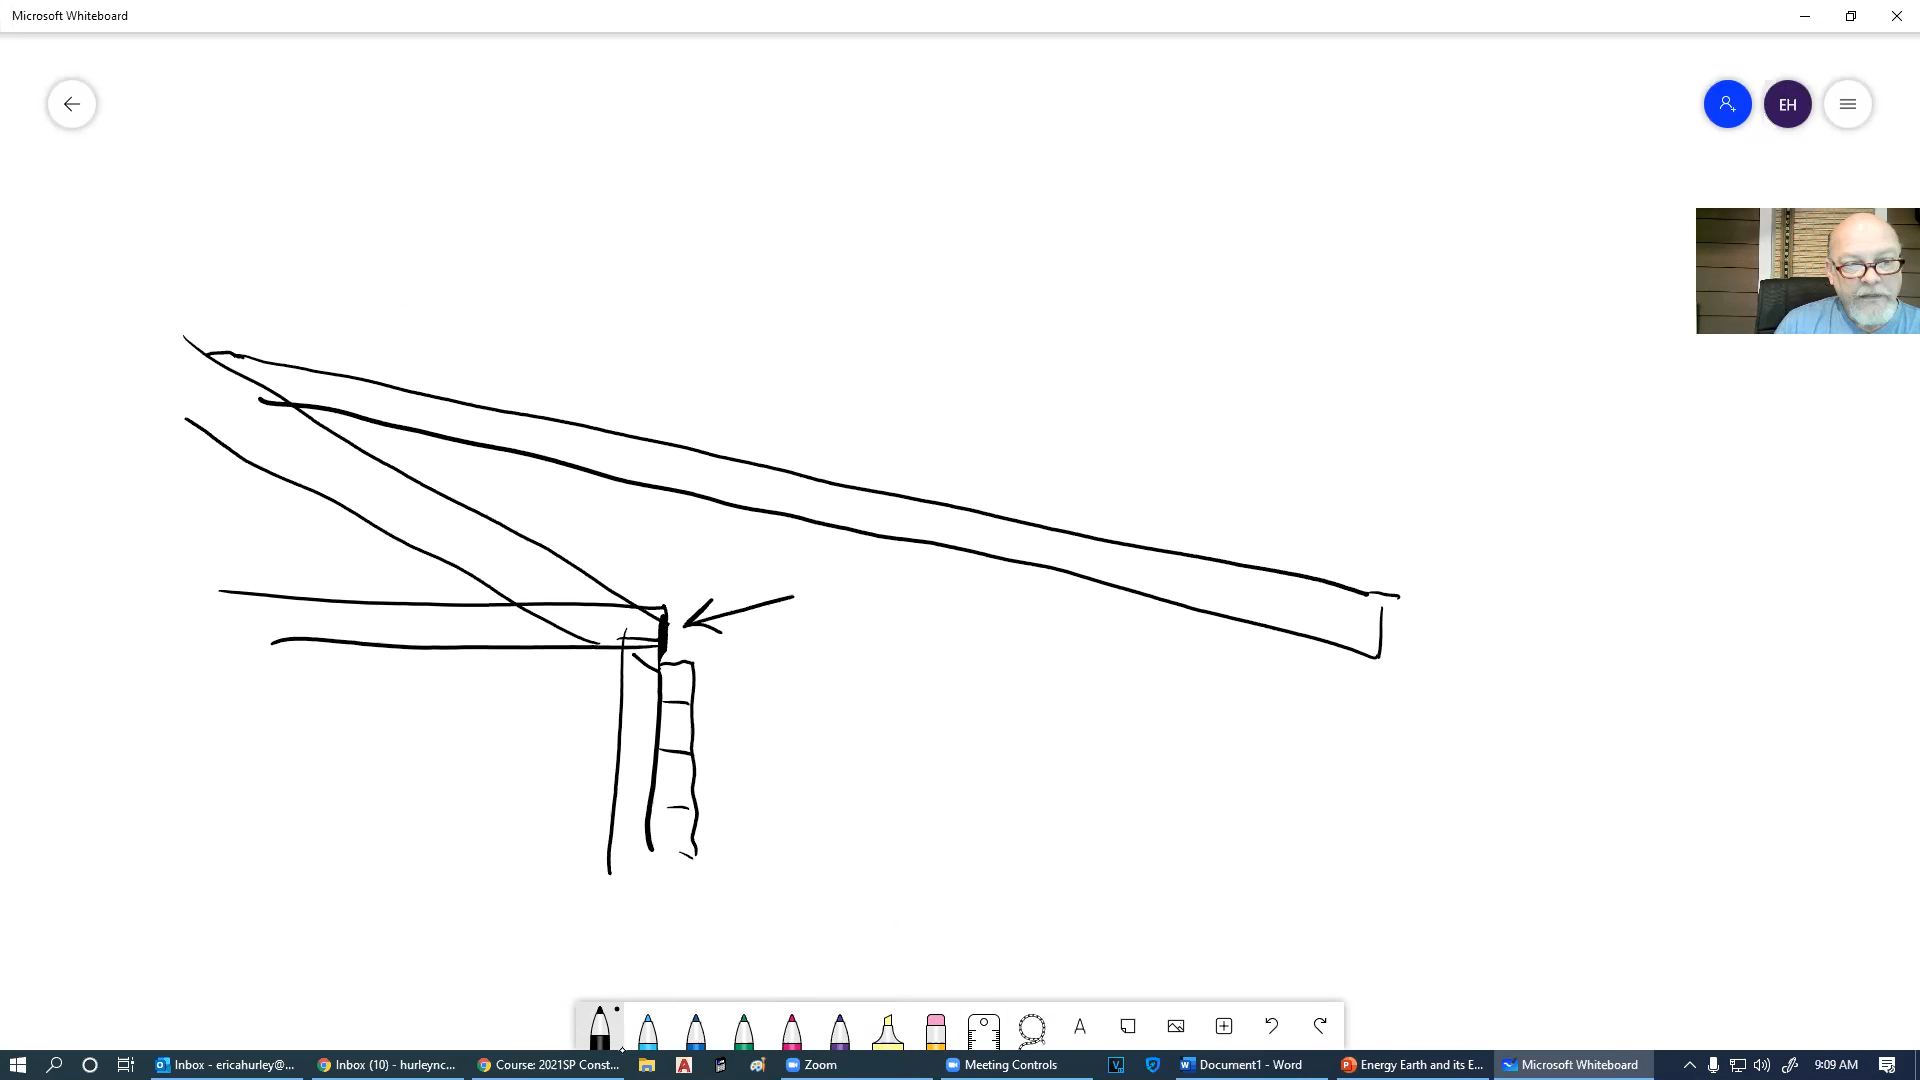 Microsoft Whiteboard
EH
A
Inbox - ericahurley@...
Inbox (10) - hurleync...
Course: 2021SP Const...
Zoom
Meeting Controls
Document1 - Word
Energy Earth and its E...
Microsoft Whiteboard
9:09 AM